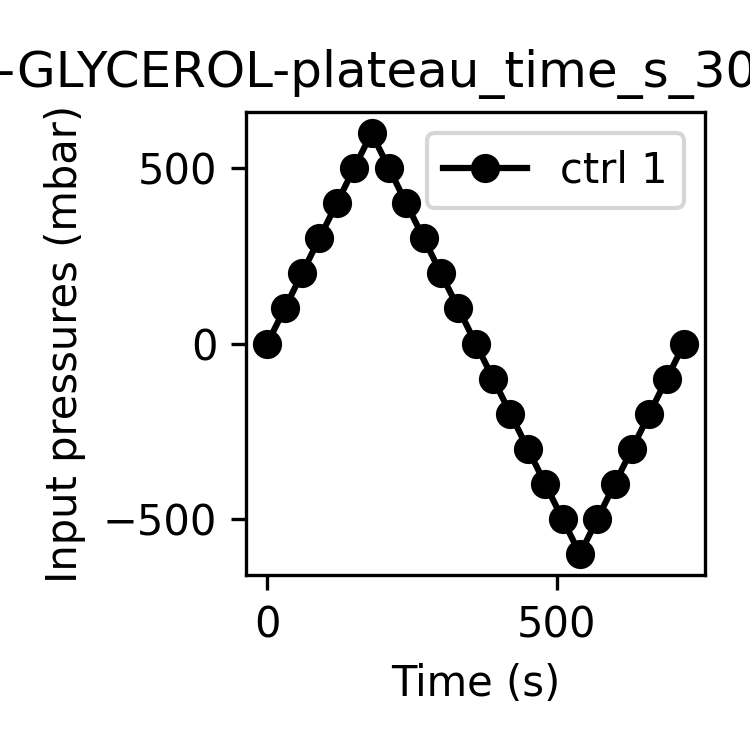 -GLYCEROL-plateau_time_s_30
Input pressures (mbar)
500
0
−500
ctrl 1
0
500
Time (s)